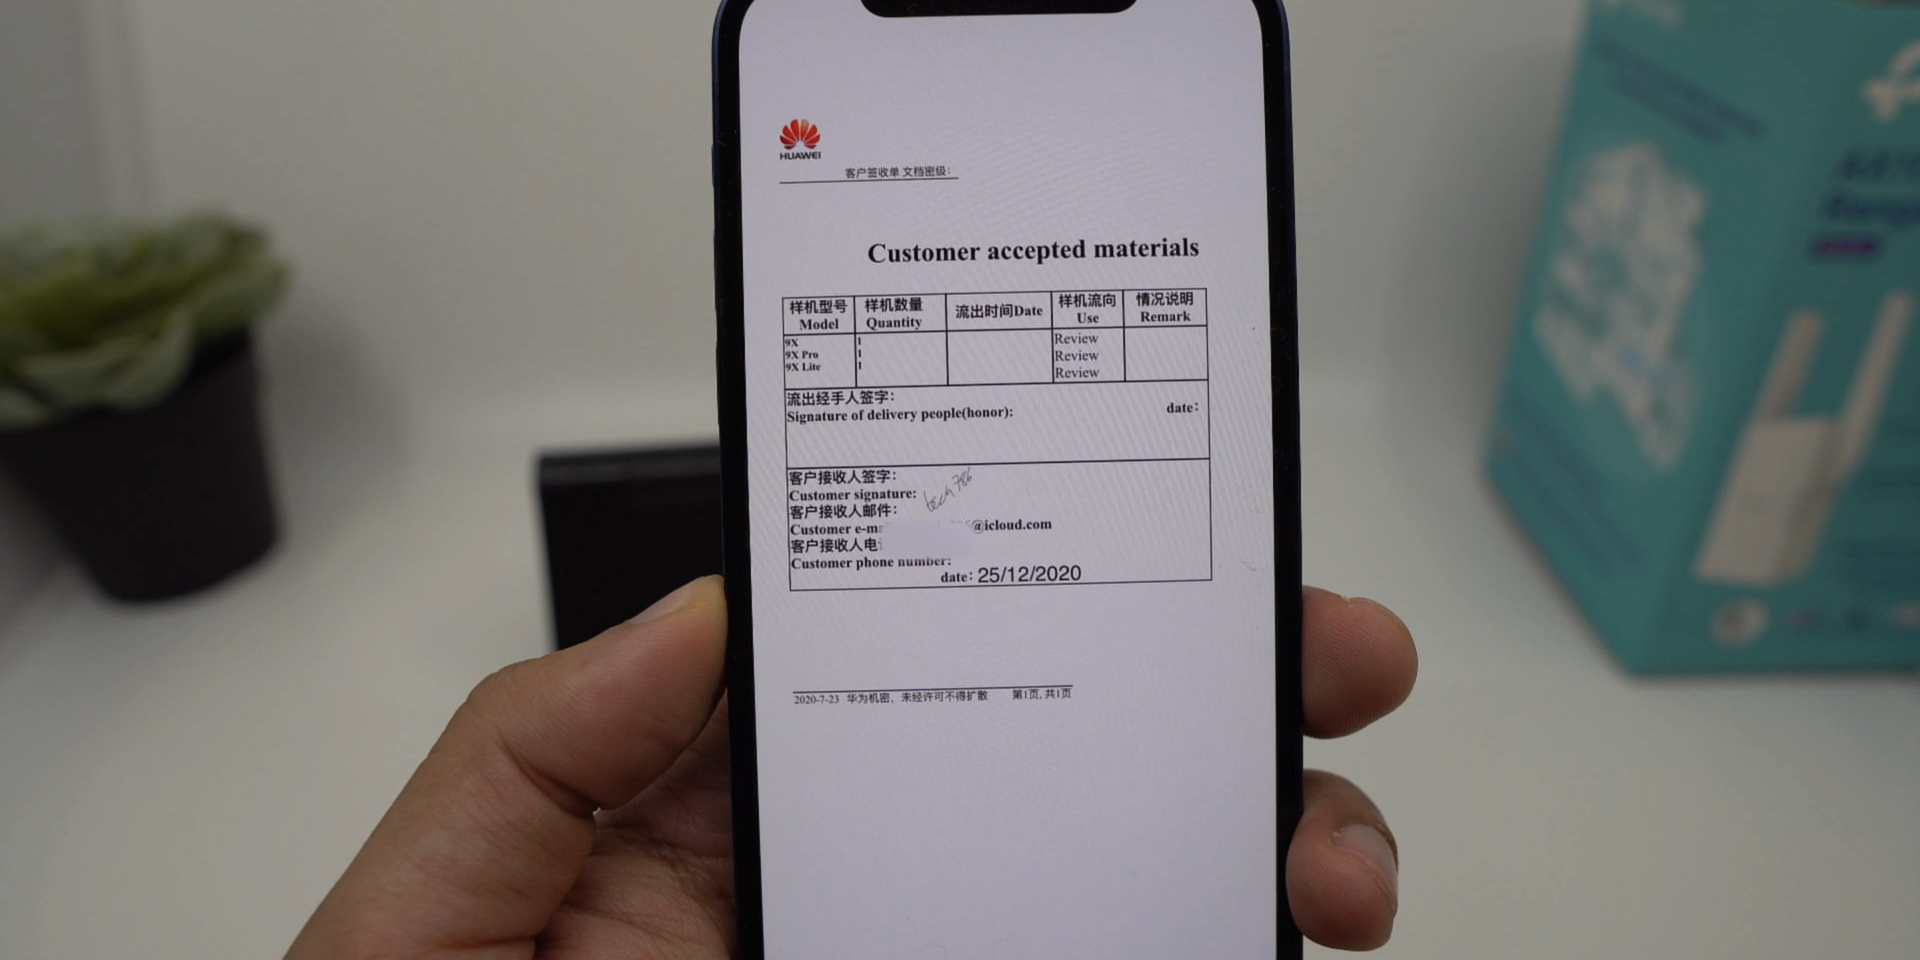 HUAWEI
客户签收单 文档密级:
Customer accepted materials
样机型号 样机数量 流出时间Date 样机流向 情况说明
Model Quantity Use Remark
9X 1 Review
9X Pro 1 Review
9X Lite 1 Review
流出经手人签字:
Signature of delivery people(honor): date:
客户接收人签字:
Customer signature: tech786
客户接收人邮件:
Customer e-m @icloud.com
客户接收人电
Customer phone number:
date: 25/12/2020
2020-7-23 华为机密，未经许可不得扩散 第1页, 共1页